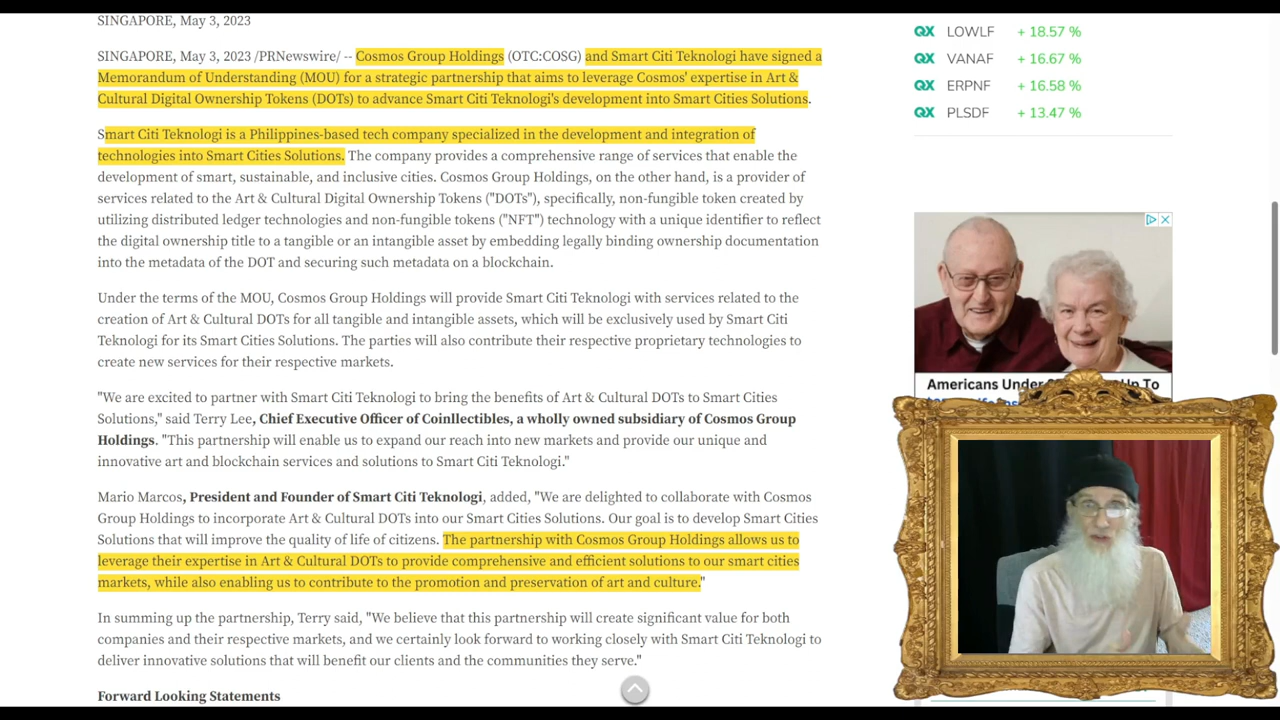 SINGAPORE, May 3, 2023
SINGAPORE, May 3, 2023 /PRNewswire/ -- Cosmos Group Holdings (OTC:COSG) and Smart Citi Teknologi have signed a
Memorandum of Understanding (MOU) for a strategic partnership that aims to leverage Cosmos' expertise in Art &
Cultural Digital Ownership Tokens (DOTs) to advance Smart Citi Teknologi's development into Smart Cities Solutions.
Smart Citi Teknologi is a Philippines-based tech company specialized in the development and integration of
technologies into Smart Cities Solutions. The company provides a comprehensive range of services that enable the
development of smart, sustainable, and inclusive cities. Cosmos Group Holdings, on the other hand, is a provider of
services related to the Art & Cultural Digital Ownership Tokens ("DOTs"), specifically, non-fungible token created by
utilizing distributed ledger technologies and non-fungible tokens ("NFT") technology with a unique identifier to reflect
the digital ownership title to a tangible or an intangible asset by embedding legally binding ownership documentation
into the metadata of the DOT and securing such metadata on a blockchain.
Under the terms of the MOU, Cosmos Group Holdings will provide Smart Citi Teknologi with services related to the
creation of Art & Cultural DOTs for all tangible and intangible assets, which will be exclusively used by Smart Citi
Teknologi for its Smart Cities Solutions. The parties will also contribute their respective proprietary technologies to
create new services for their respective markets.
"We are excited to partner with Smart Citi Teknologi to bring the benefits of Art & Cultural DOTs to Smart Cities
Solutions," said Terry Lee, Chief Executive Officer of Coinllectibles, a wholly owned subsidiary of Cosmos Group
Holdings. "This partnership will enable us to expand our reach into new markets and provide our unique and
innovative art and blockchain services and solutions to Smart Citi Teknologi."
Mario Marcos, President and Founder of Smart Citi Teknologi, added, "We are delighted to collaborate with Cosmos
Group Holdings to incorporate Art & Cultural DOTs into our Smart Cities Solutions. Our goal is to develop Smart Cities
Solutions that will improve the quality of life of citizens. The partnership with Cosmos Group Holdings allows us to
leverage their expertise in Art & Cultural DOTs to provide comprehensive and efficient solutions to our smart cities
markets, while also enabling us to contribute to the promotion and preservation of art and culture."
In summing up the partnership, Terry said, "We believe that this partnership will create significant value for both
companies and their respective markets, and we certainly look forward to working closely with Smart Citi Teknologi to
deliver innovative solutions that will benefit our clients and the communities they serve."
Forward Looking Statements
QX LOWLF + 18.57 %
QX VANAF + 16.67 %
QX ERPNF + 16.58 %
QX PLSDF + 13.47 %
Americans Under Up To